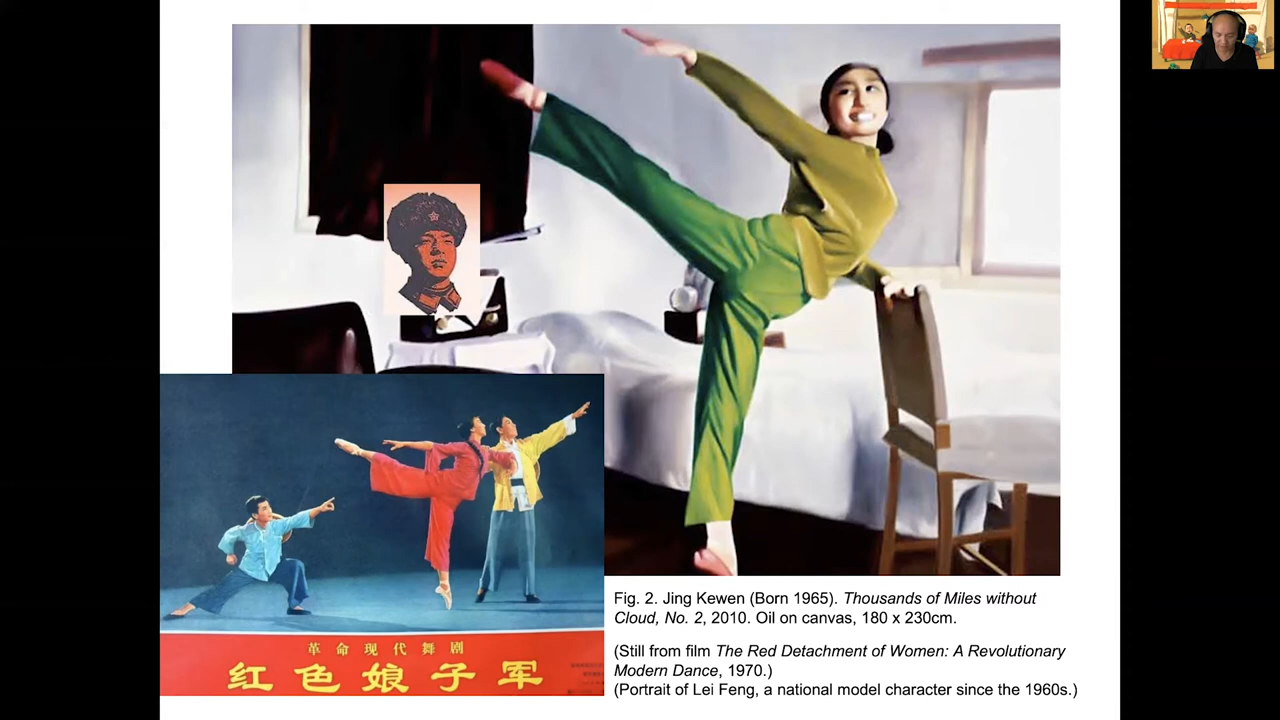 革命现代舞剧
红色娘子军
Fig. 2. Jing Kewen (Born 1965). Thousands of Miles without
Cloud, No. 2, 2010. Oil on canvas, 180 x 230cm.
(Still from film The Red Detachment of Women: A Revolutionary
Modern Dance, 1970.)
(Portrait of Lei Feng, a national model character since the 1960s.)